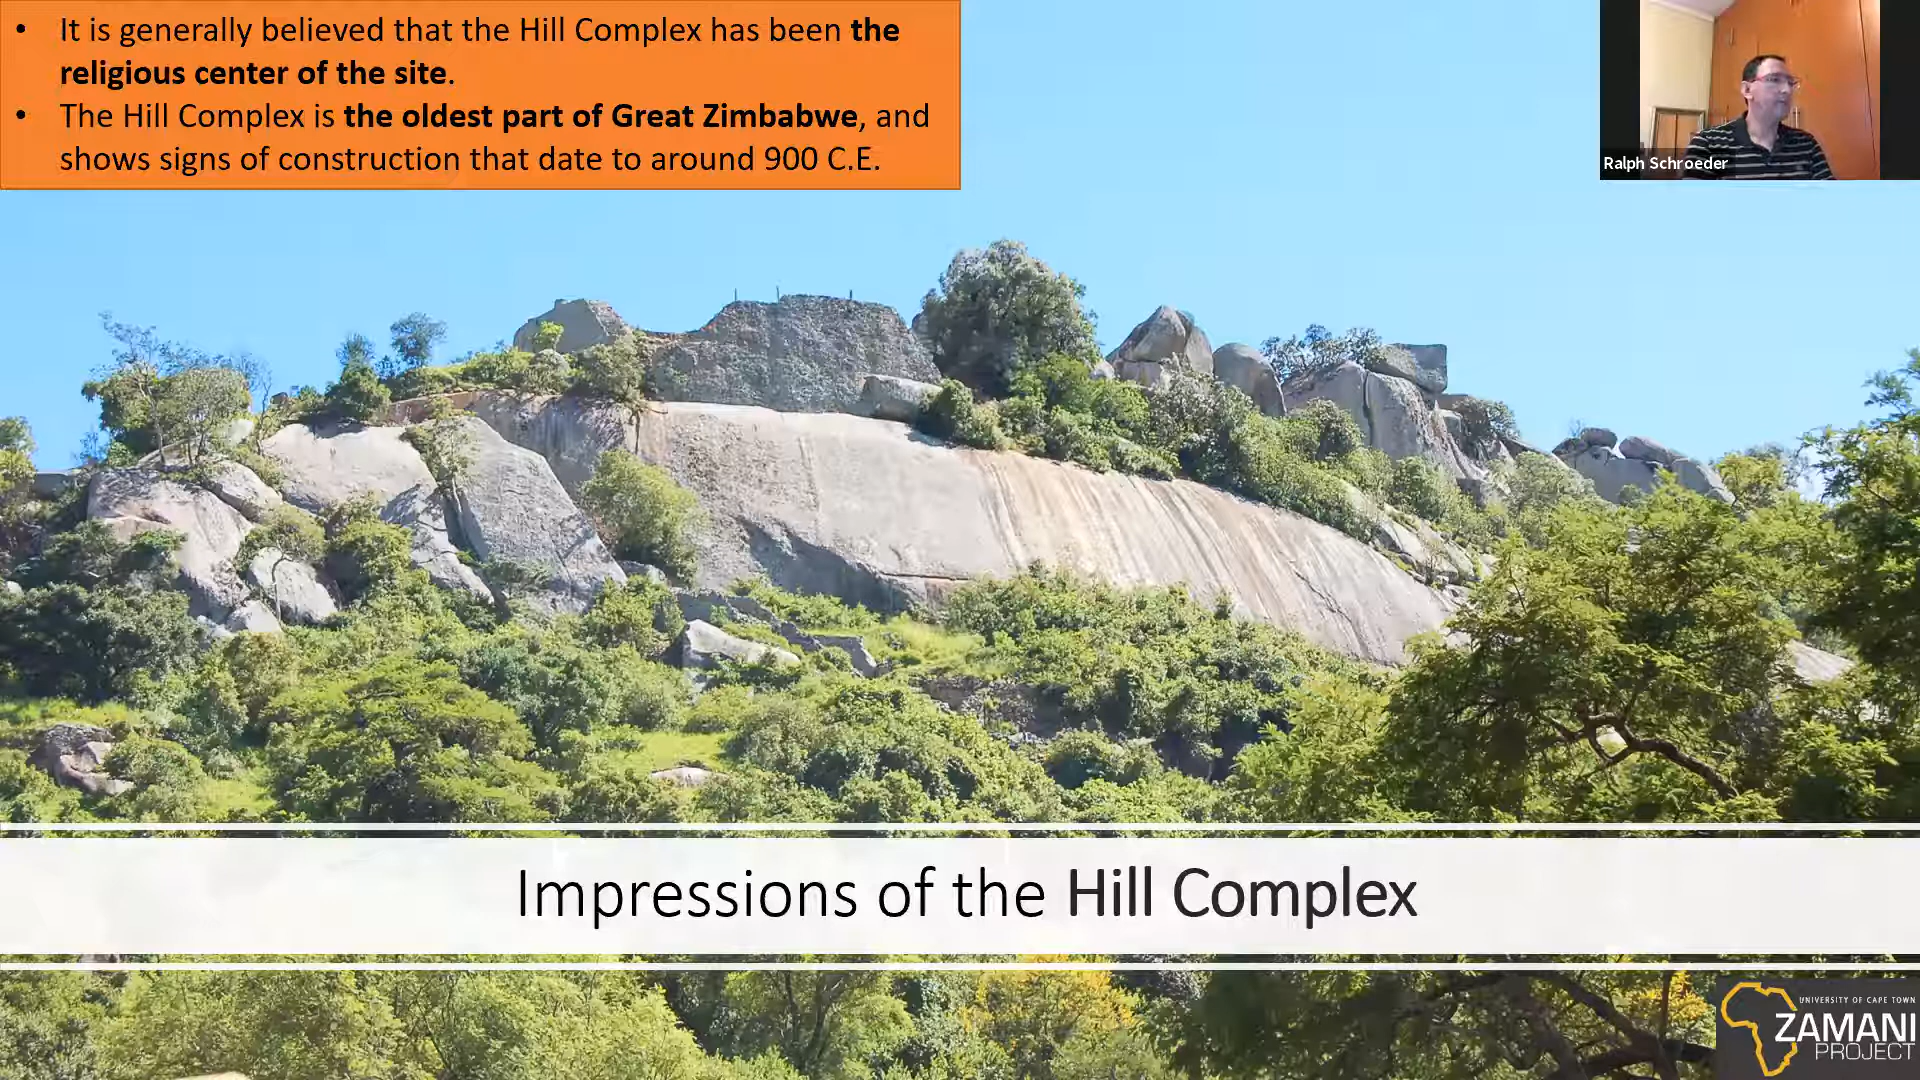 • It is generally believed that the Hill Complex has been the
religious center of the site.
• The Hill Complex is the oldest part of Great Zimbabwe, and
shows signs of construction that date to around 900 C.E.
Ralph Schroeder
Impressions of the Hill Complex
UNIVERSITY OF CAPE TOWN
ZAMANI
PROJECT